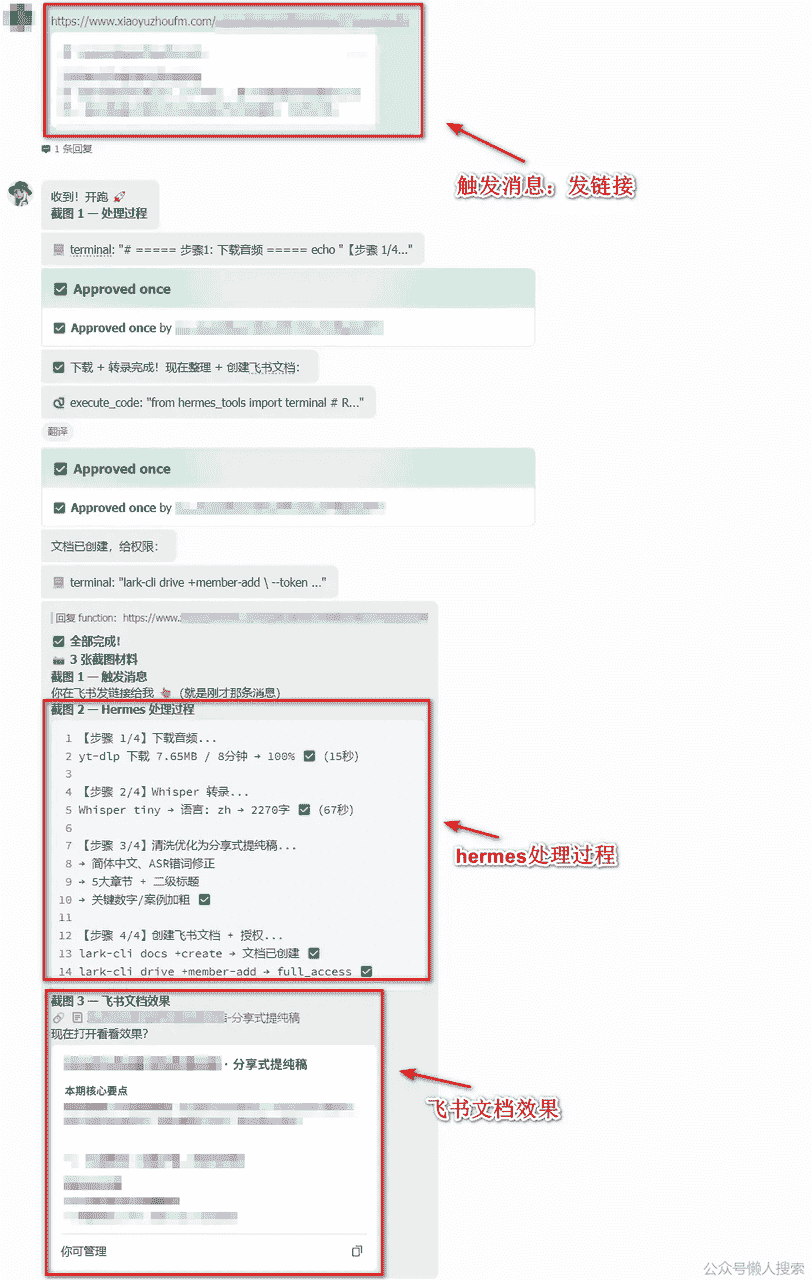 https://www.xiaoyuzhoufm.com/
1 条回复
触发消息：发链接
收到！开跑 🚀
截图 1 — 处理过程
terminal: "# ===== 步骤1: 下载音频 ===== echo "【步骤 1/4..."
Approved once
Approved once by
下载 + 转录完成！现在整理 + 创建飞书文档：
execute_code: "from hermes_tools import terminal # R..."
翻译
Approved once
Approved once by
文档已创建，给权限：
terminal: "lark-cli drive +member-add \ --token ..."
回复 function: https://www.
全部完成！
3 张截图材料
截图 1 — 触发消息
你在飞书发链接给我 👆（就是刚才那条消息）
截图 2 — Hermes 处理过程
1 【步骤 1/4】下载音频...
2 yt-dlp 下载 7.65MB / 8分钟 → 100% ✅ (15秒)
3
4 【步骤 2/4】Whisper 转录...
5 Whisper tiny → 语言: zh → 2270字 ✅ (67秒)
6
7 【步骤 3/4】清洗优化为分享式提纯稿...
8 → 简体中文、ASR错词修正
9 → 5大章节 + 二级标题
10 → 关键数字/案例加粗 ✅
11
12 【步骤 4/4】创建飞书文档 + 授权...
13 lark-cli docs +create → 文档已创建 ✅
14 lark-cli drive +member-add → full_access ✅
hermes处理过程
截图 3 — 飞书文档效果
-分享式提纯稿
现在打开看看效果？
· 分享式提纯稿
本期核心要点
飞书文档效果
你可管理
公众号懒人搜索